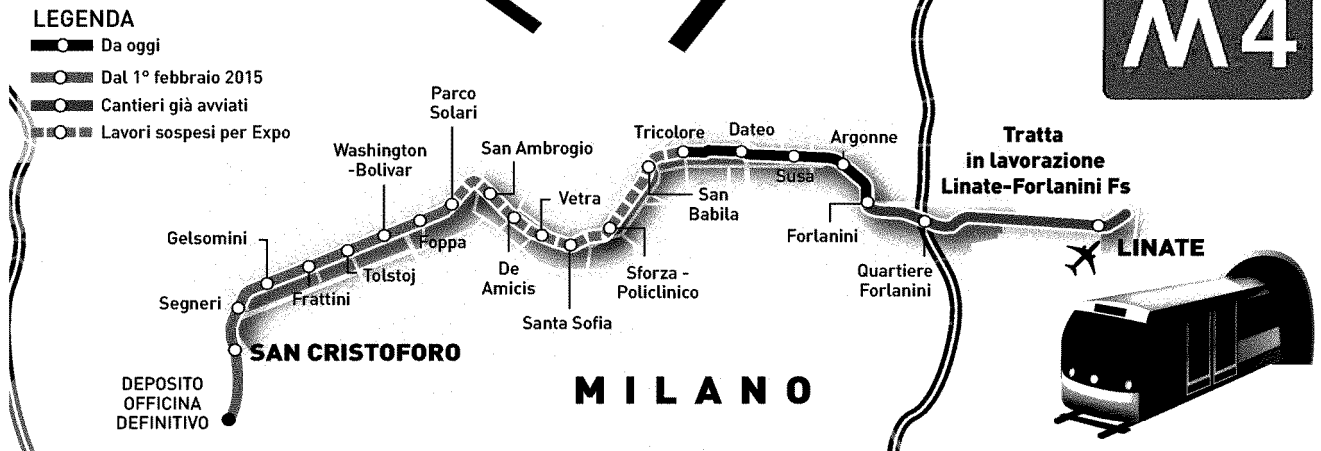 LEGENDA
Da oggi
Dal 1° febbraio 2015
Cantieri già avviati
Lavori sospesi per Expo
M4
Parco
Solari
Washington
-Bolivar
San Ambrogio
Tricolore
Dateo
Argonne
Tratta
in lavorazione
Linate-Forlanini Fs
Vetra
San
Babila
Susa
Gelsomini
Foppa
Forlanini
LINATE
Tolstoj
De
Amicis
Sforza -
Policlinico
Quartiere
Forlanini
Segneri
Frattini
Santa Sofia
SAN CRISTOFORO
MILANO
DEPOSITO
OFFICINA
DEFINITIVO